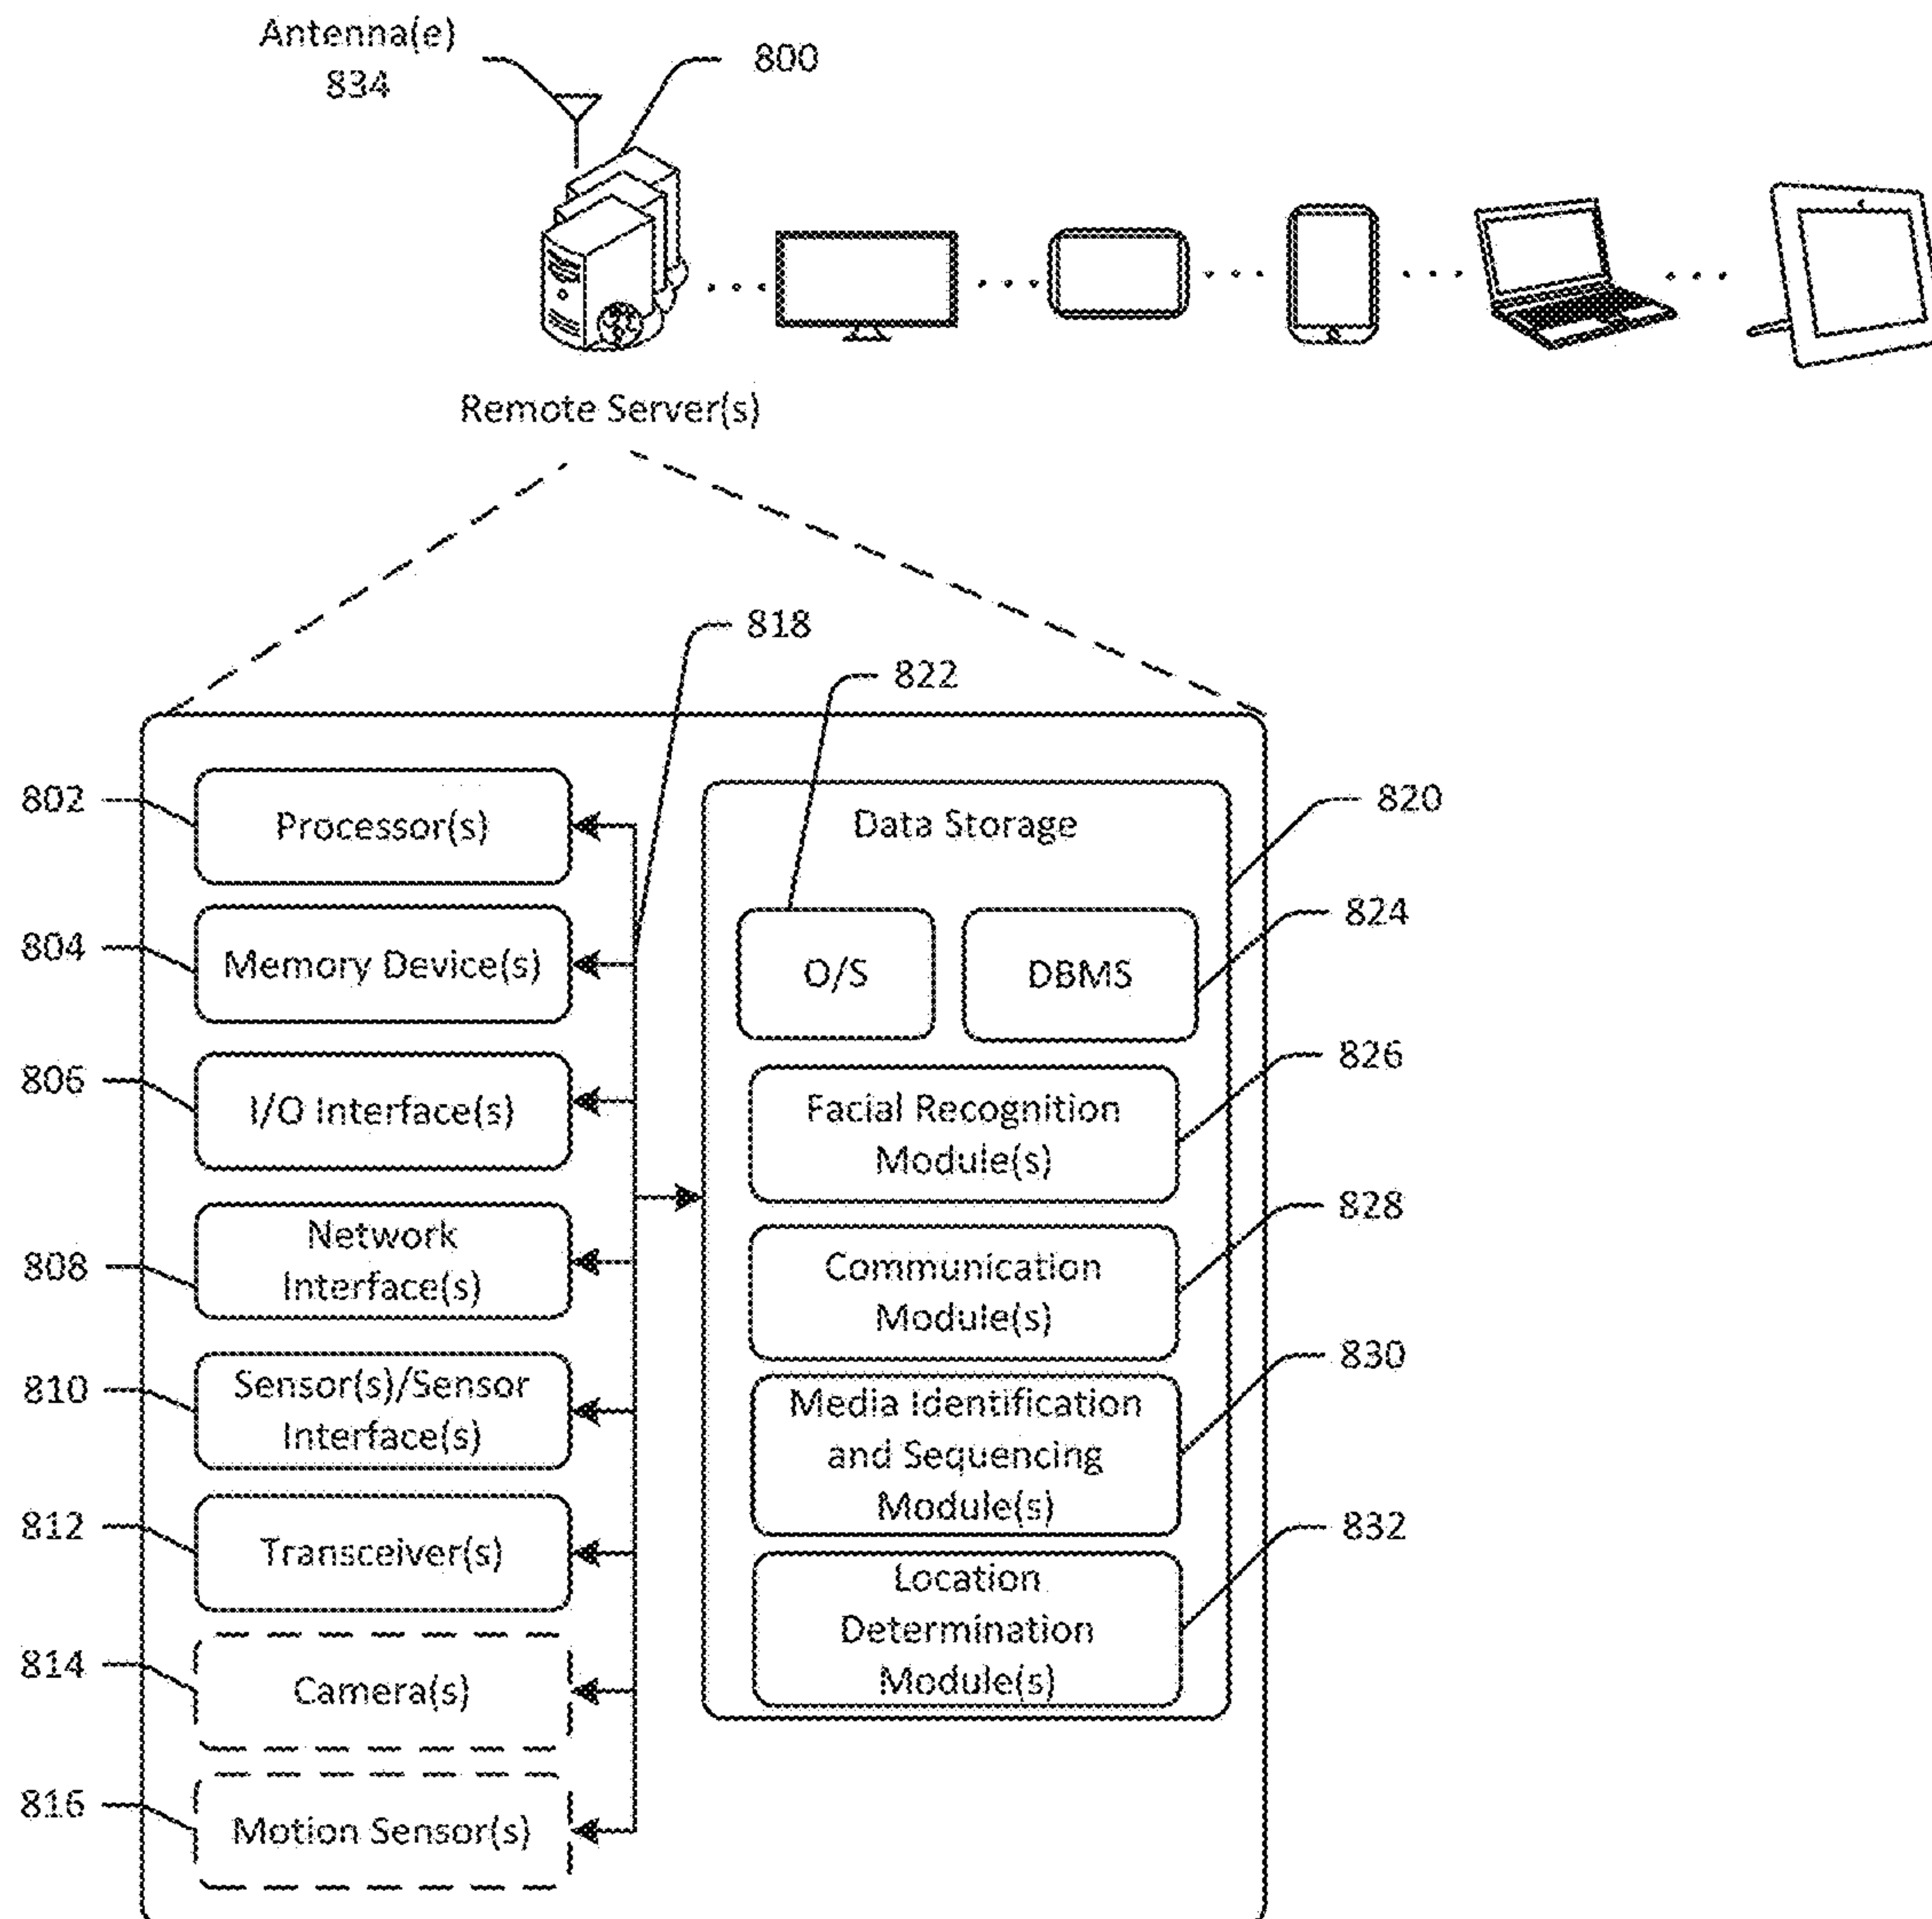 Antenna(e)
834
800
Remote Server(s)
818
822
802
Processor(s)
804
Memory Device(s)
806
I/O Interface(s)
808
Network
Interface(s)
810
Sensor(s)/Sensor
Interface(s)
812
Transceiver(s)
814
Camera(s)
816
Motion Sensor(s)
Data Storage
820
O/S
DBMS
824
Facial Recognition
Module(s)
826
Communication
Module(s)
828
Media Identification
and Sequencing
Module(s)
830
Location
Determination
Module(s)
832